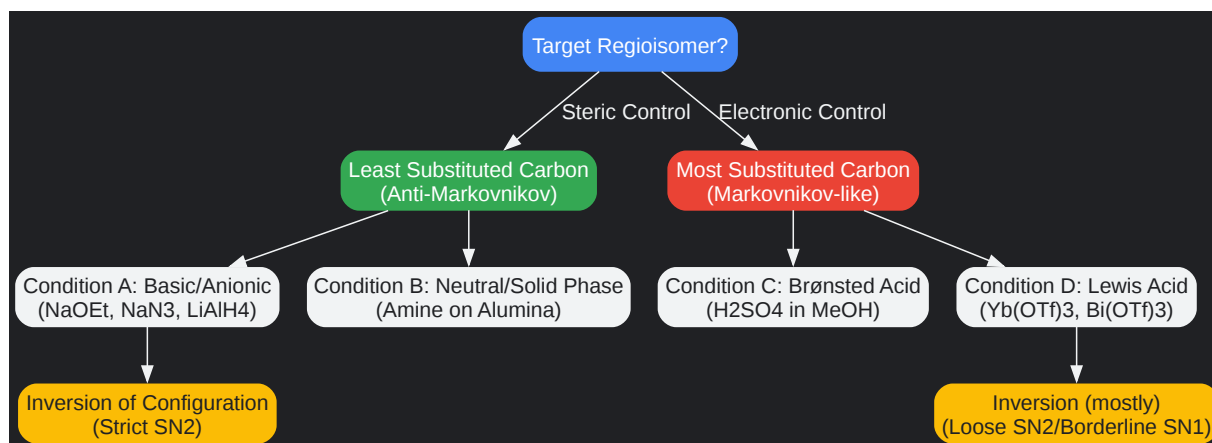 Target Regioisomer?
Steric Control
Electronic Control
Least Substituted Carbon
(Anti-Markovnikov)
Most Substituted Carbon
(Markovnikov-like)
Condition A: Basic/Anionic
(NaOEt, NaN3, LiAlH4)
Condition B: Neutral/Solid Phase
(Amine on Alumina)
Condition C: Brønsted Acid
(H2SO4 in MeOH)
Condition D: Lewis Acid
(Yb(OTf)3, Bi(OTf)3)
Inversion of Configuration
(Strict SN2)
Inversion (mostly)
(Loose SN2/Borderline SN1)